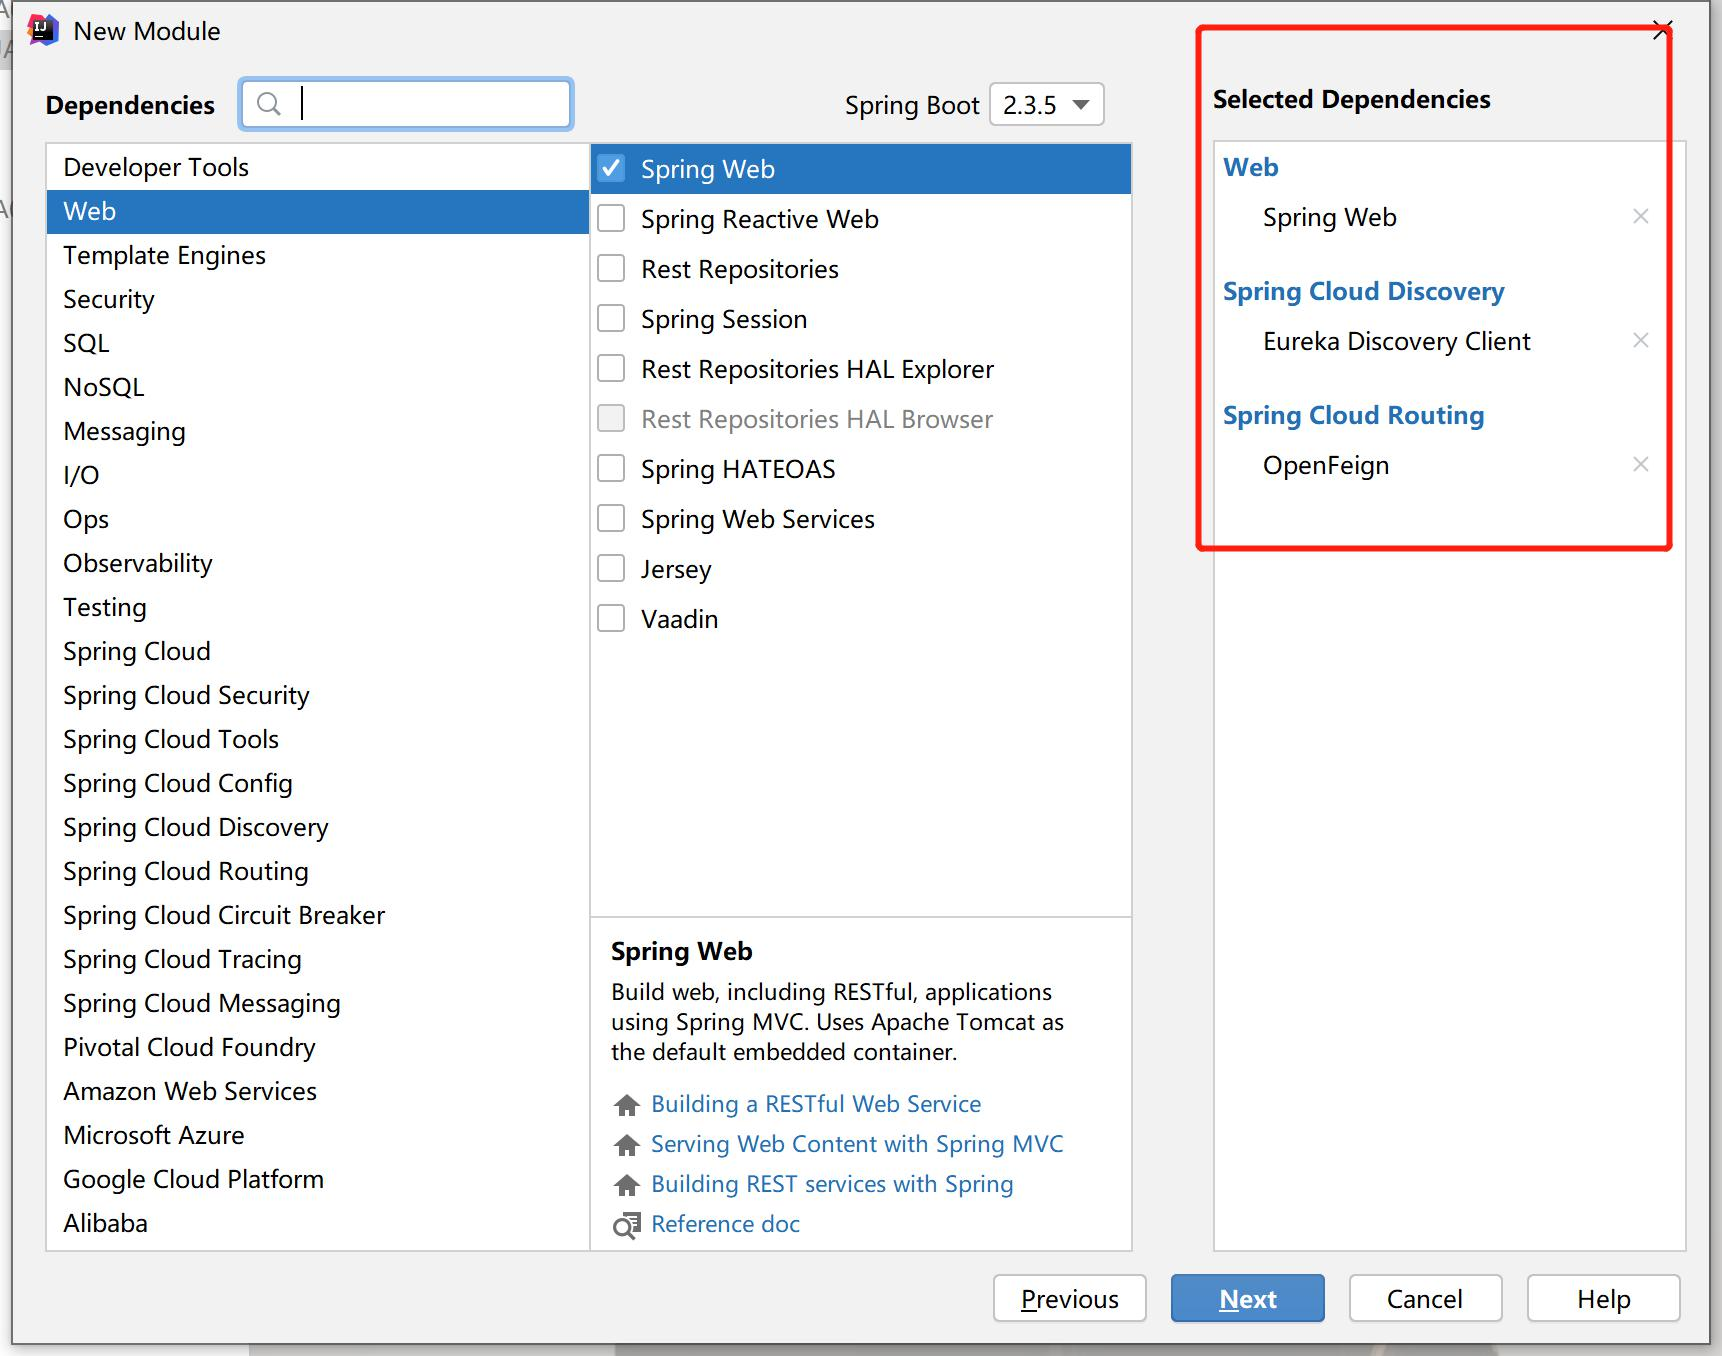 New Module
Dependencies
Spring Boot 2.3.5
Selected Dependencies
Developer Tools
Web
Template Engines
Security
SQL
NoSQL
Messaging
I/O
Ops
Observability
Testing
Spring Cloud
Spring Cloud Security
Spring Cloud Tools
Spring Cloud Config
Spring Cloud Discovery
Spring Cloud Routing
Spring Cloud Circuit Breaker
Spring Cloud Tracing
Spring Cloud Messaging
Pivotal Cloud Foundry
Amazon Web Services
Microsoft Azure
Google Cloud Platform
Alibaba
Spring Web
Spring Reactive Web
Rest Repositories
Spring Session
Rest Repositories HAL Explorer
Rest Repositories HAL Browser
Spring HATEOAS
Spring Web Services
Jersey
Vaadin
Spring Web
Build web, including RESTful, applications
using Spring MVC. Uses Apache Tomcat as
the default embedded container.
Building a RESTful Web Service
Serving Web Content with Spring MVC
Building REST services with Spring
Reference doc
Web
Spring Web
Spring Cloud Discovery
Eureka Discovery Client
Spring Cloud Routing
OpenFeign
Previous
Next
Cancel
Help